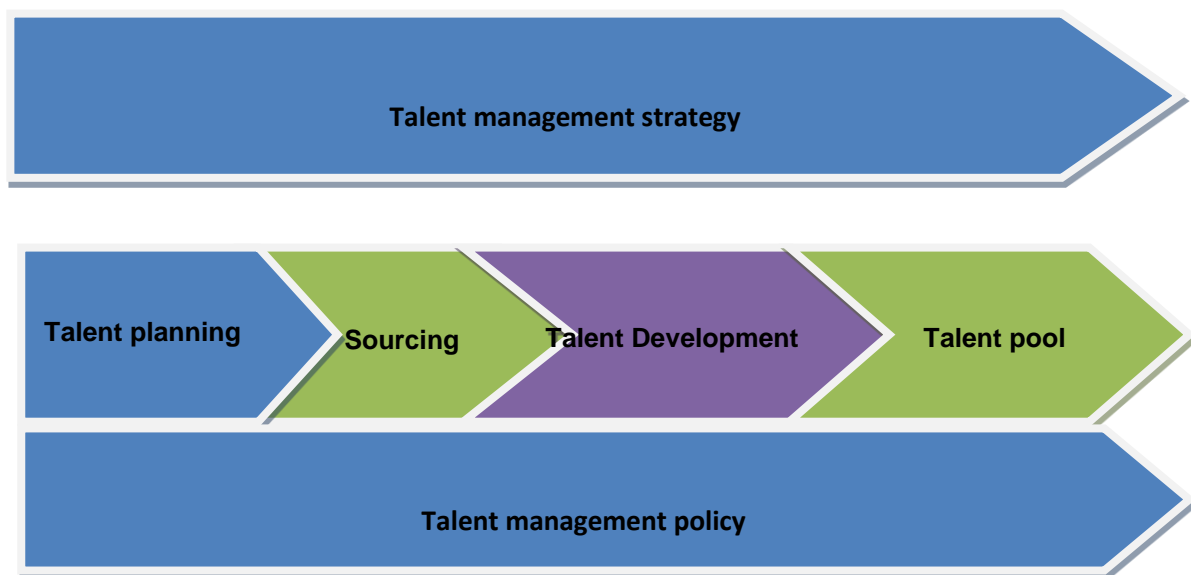 Talent management strategy
Talent planning
Sourcing
Talent Development
Talent pool
Talent management policy